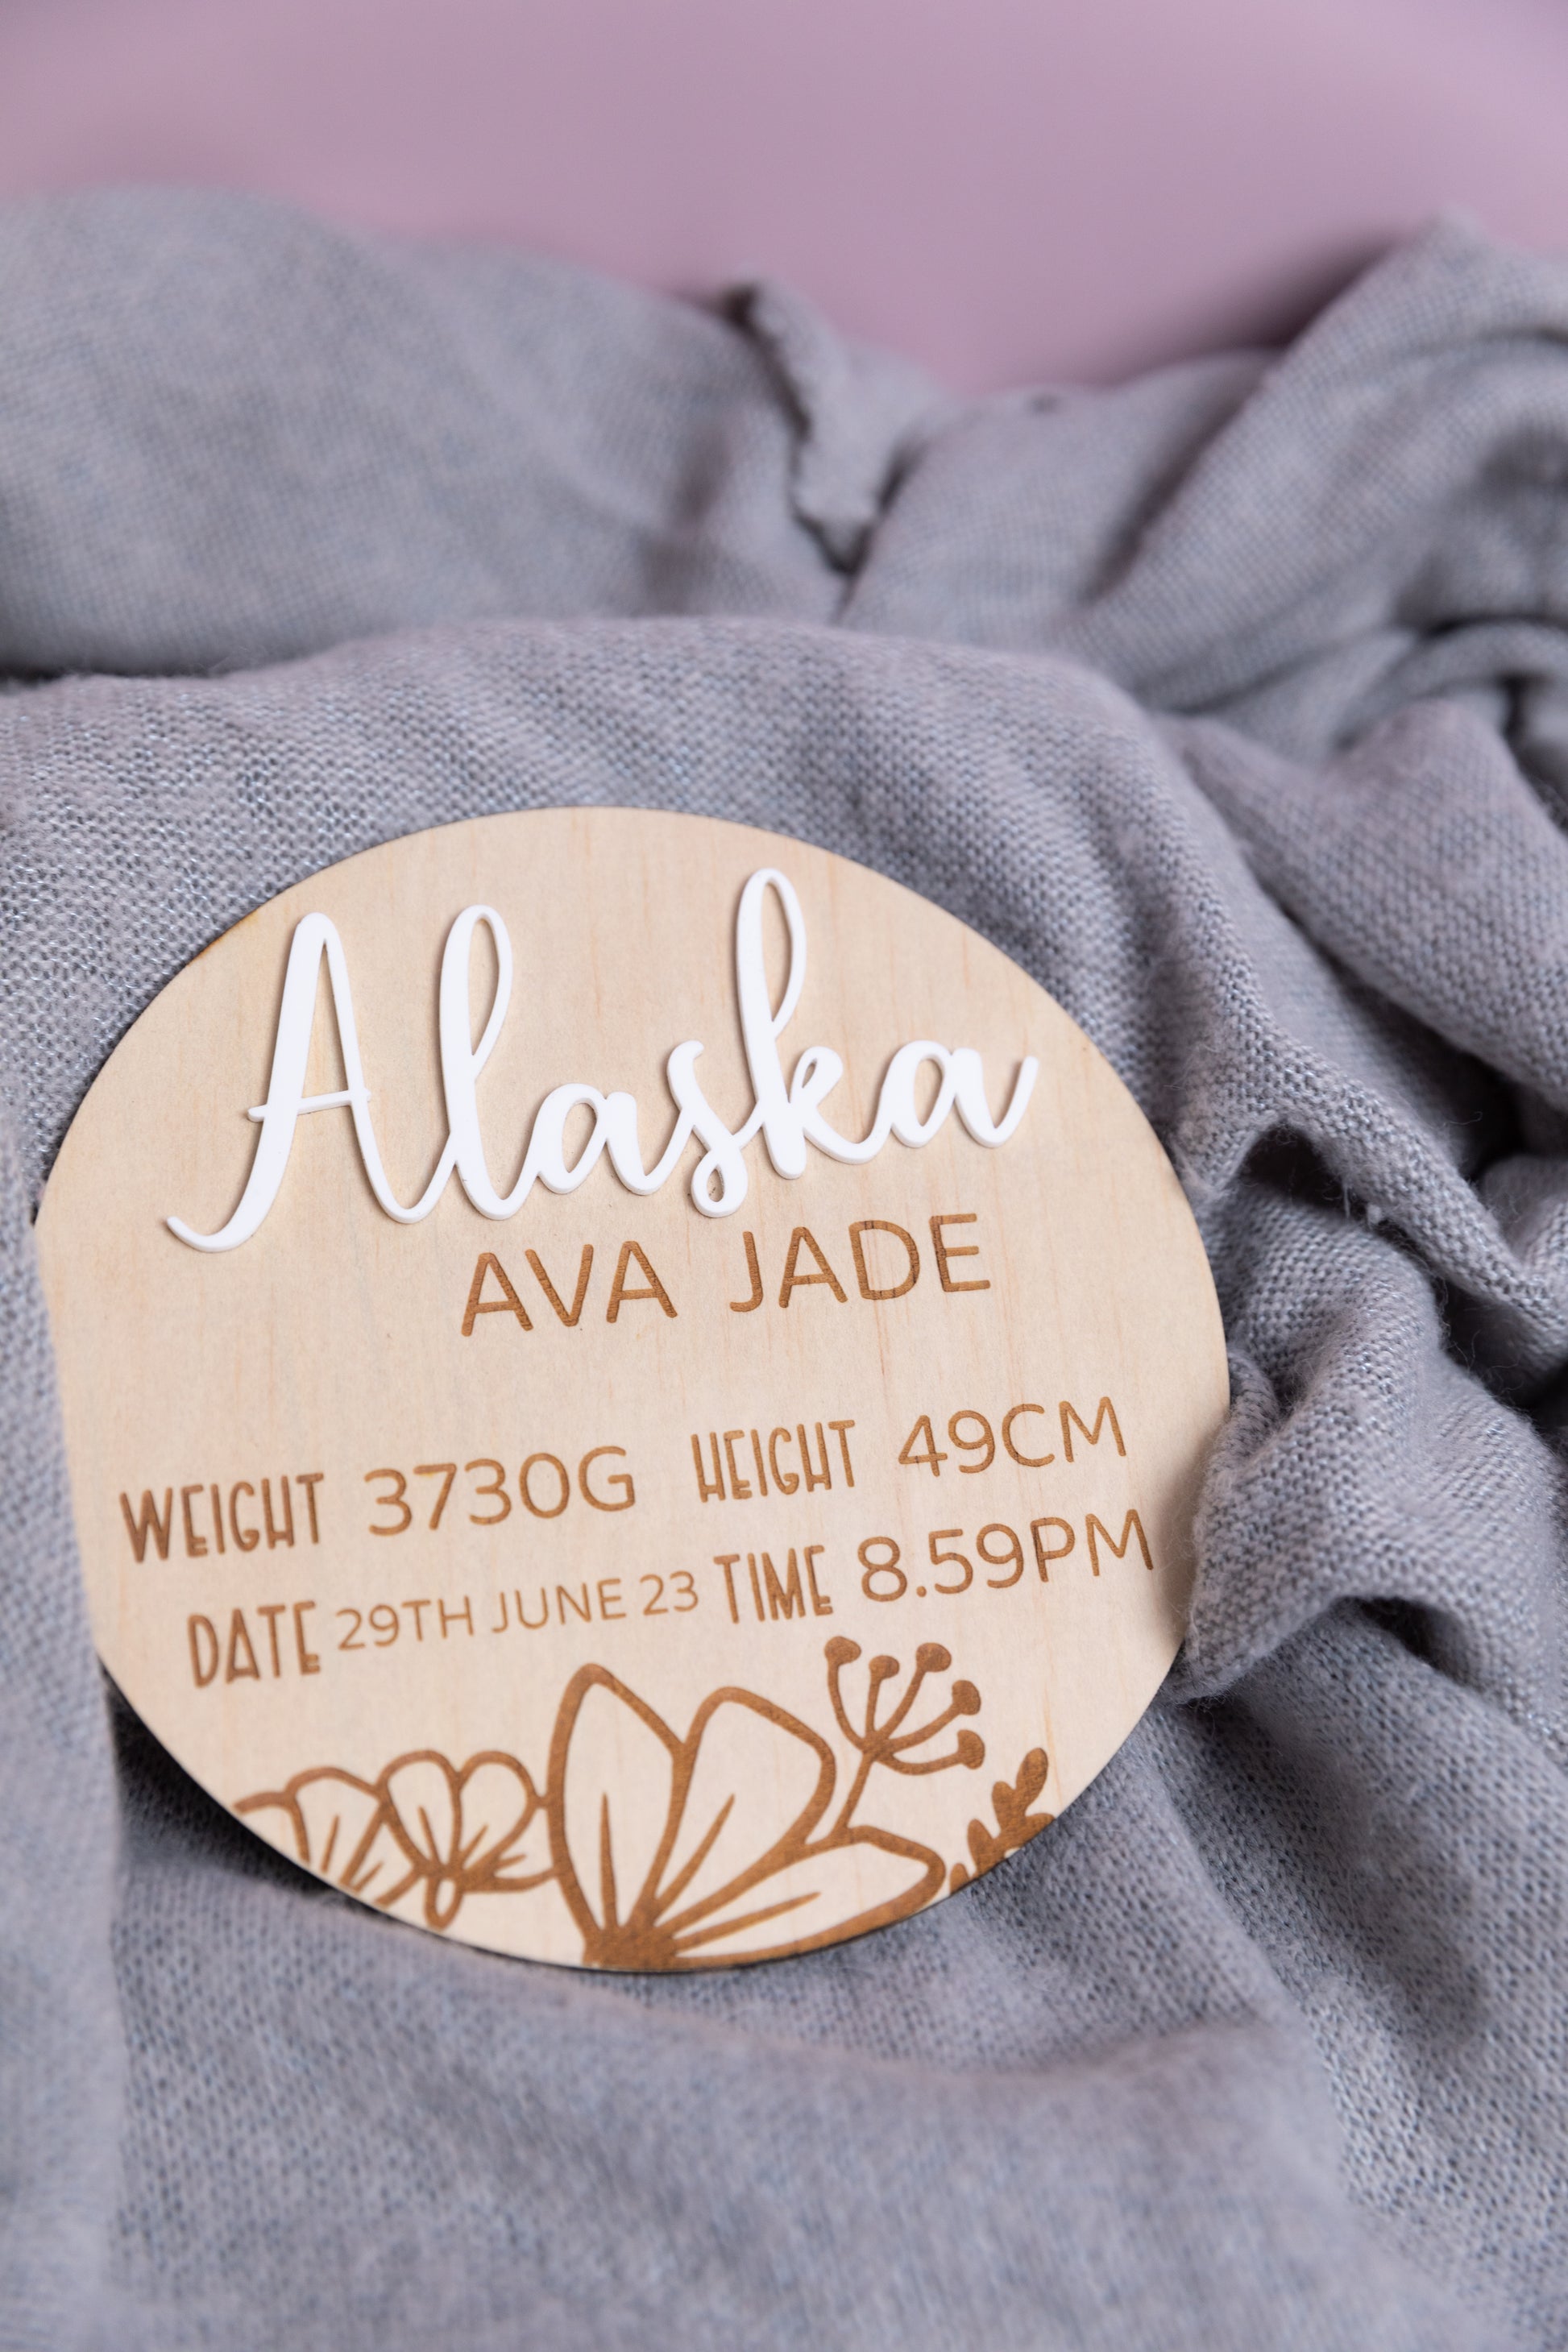 Alaska
AVA JADE
WEIGHT 3730G HEIGHT 49CM
DATE 29TH JUNE 23 TIME 8.59PM